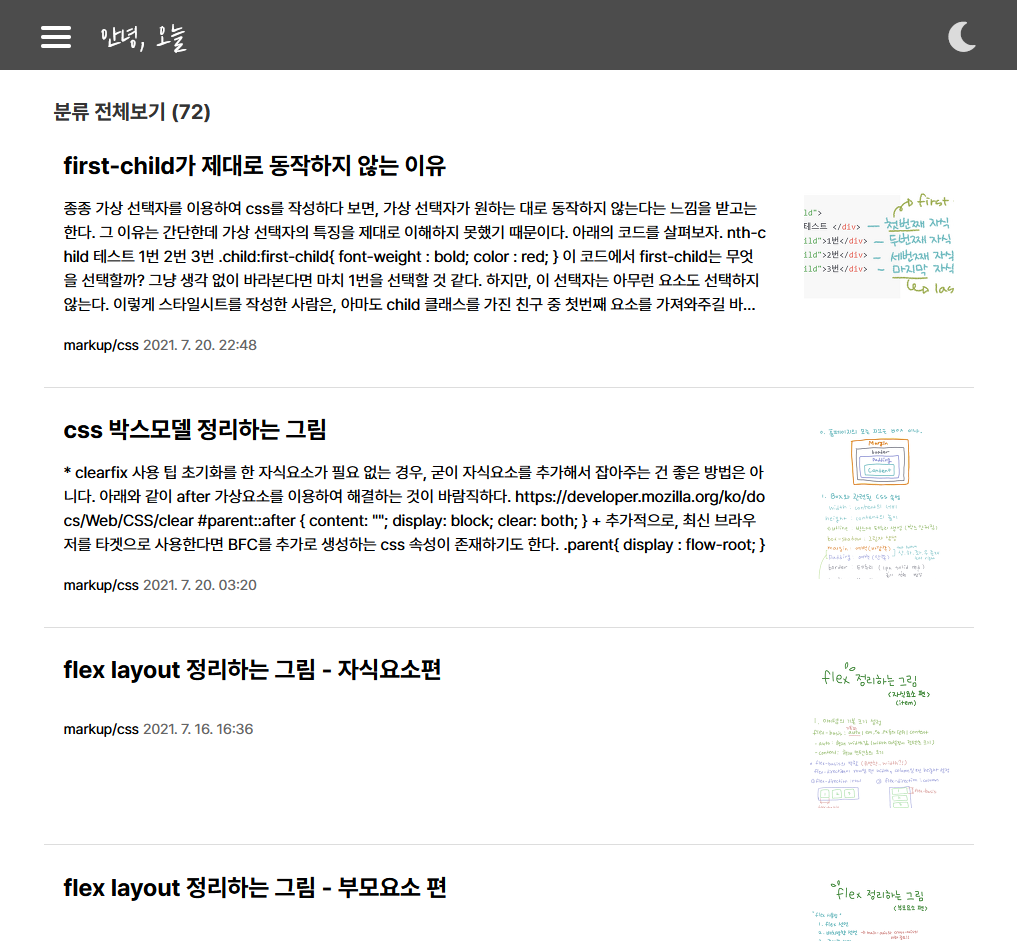 안녕, 오늘
분류 전체보기 (72)
first-child가 제대로 동작하지 않는 이유
종종 가상 선택자를 이용하여 css를 작성하다 보면, 가상 선택자가 원하는 대로 동작하지 않는다는 느낌을 받고는
한다. 그 이유는 간단한데 가상 선택자의 특징을 제대로 이해하지 못했기 때문이다. 아래의 코드를 살펴보자. nth-c
hild 테스트 1번 2번 3번 .child:first-child{ font-weight : bold; color : red; } 이 코드에서 first-child는 무엇
을 선택할까? 그냥 생각 없이 바라본다면 마치 1번을 선택할 것 같다. 하지만, 이 선택자는 아무런 요소도 선택하지
않는다. 이렇게 스타일시트를 작성한 사람은, 아마도 child 클래스를 가진 친구 중 첫번째 요소를 가져와주길 바...
markup/css 2021. 7. 20. 22:48
first
ild">
테스트 </div> — 첫번째 자식
ild">1번</div> — 두번째 자식
ild">2번</div> — 세번째 자식
ild">3번</div> — 마지막 자식
las
css 박스모델 정리하는 그림
* clearfix 사용 팁 초기화를 한 자식요소가 필요 없는 경우, 굳이 자식요소를 추가해서 잡아주는 건 좋은 방법은 아
니다. 아래와 같이 after 가상요소를 이용하여 해결하는 것이 바람직하다. https://developer.mozilla.org/ko/do
cs/Web/CSS/clear #parent::after { content: ""; display: block; clear: both; } + 추가적으로, 최신 브라우
저를 타겟으로 사용한다면 BFC를 추가로 생성하는 css 속성이 존재하기도 한다. .parent{ display : flow-root; }
markup/css 2021. 7. 20. 03:20
Margin
border
Padding
Content
1. Box와 관련된 css 속성
flex layout 정리하는 그림 - 자식요소편
markup/css 2021. 7. 16. 16:36
flex 정리하는 그림
(자식요소 편)
(item)
flex layout 정리하는 그림 - 부모요소 편
flex 정리하는 그림
(부모요소 편)